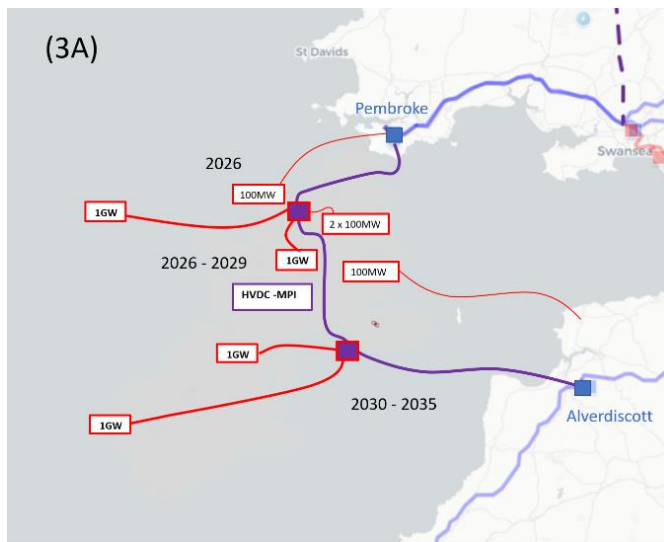 (3A)
St Davids
Pembroke
Swansea
2026
100MW
1GW
2 x 100MW
2026 - 2029
1GW
100MW
HVDC -MPI
1GW
2030 - 2035
Alverdiscott
1GW